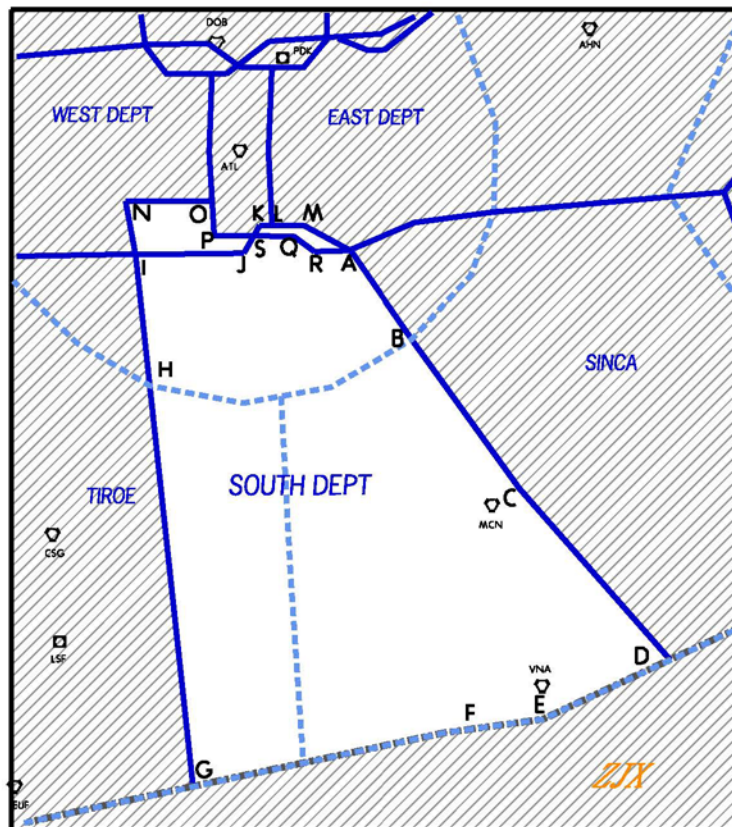 DOB
PDK
AHN
WEST DEPT
EAST DEPT
ATL
N
O
K
L
M
P
S
Q
R
A
I
J
B
H
SINCA
TIROE
SOUTH DEPT
C
MCN
CSG
LSF
D
VNA
E
F
G
ZJX
EUF